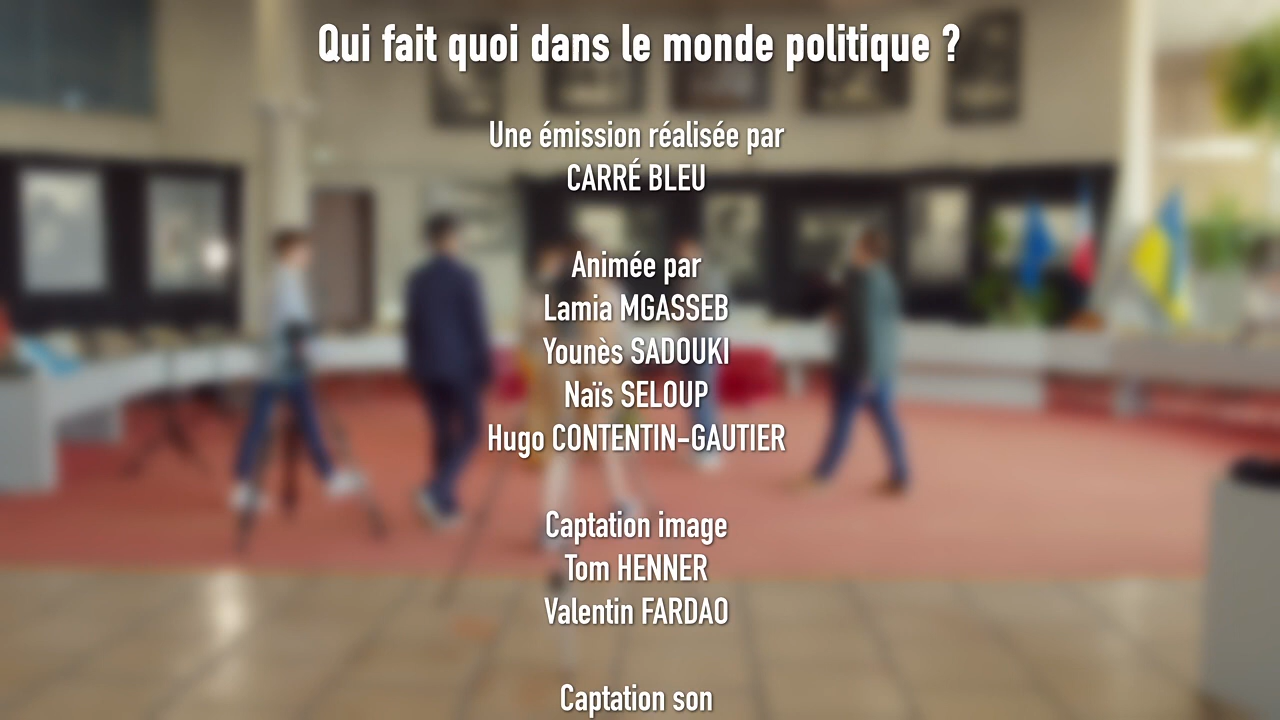 Qui fait quoi dans le monde politique ?
Une émission réalisée par
CARRÉ BLEU
Animée par
Lamia MGASSEB
Younès SADOUKI
Naïs SELOUP
Hugo CONTENTIN-GAUTIER
Captation image
Tom HENNER
Valentin FARDAO
Captation son